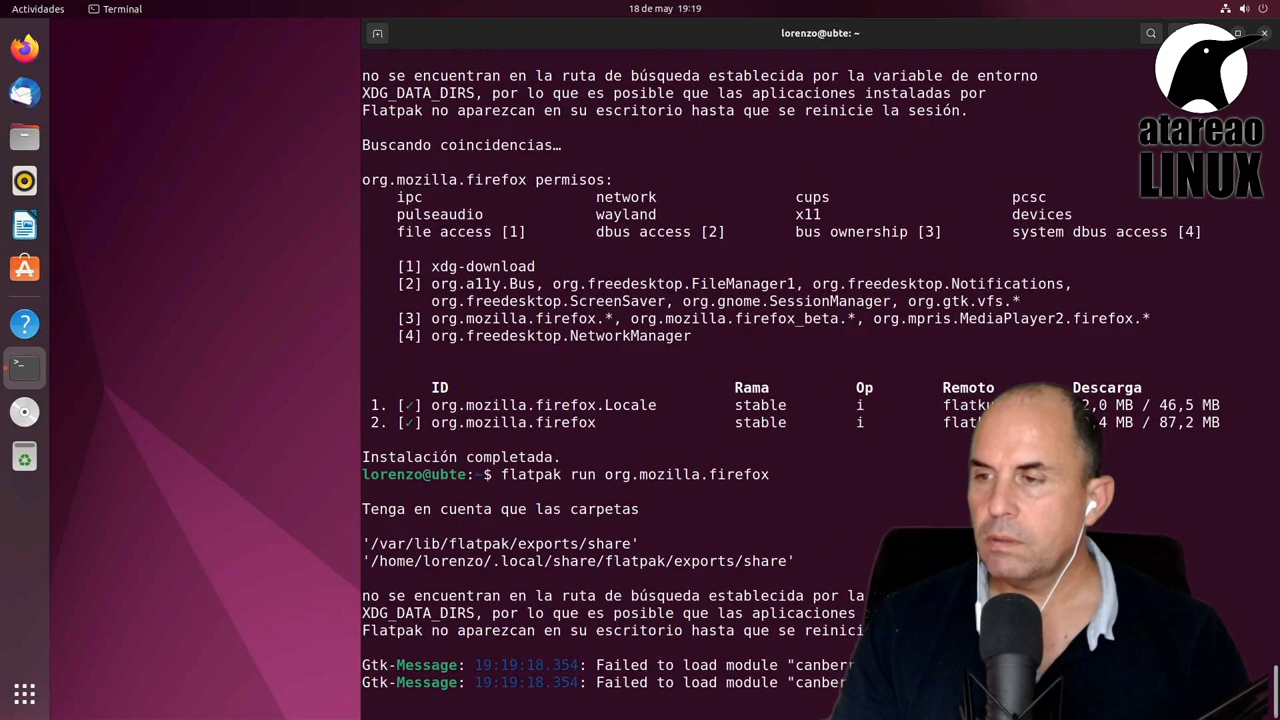 Actividades
Terminal
18 de may 19:19
lorenzo@ubte: ~
atareao
LINUX
no se encuentran en la ruta de búsqueda establecida por la variable de entorno
XDG_DATA_DIRS, por lo que es posible que las aplicaciones instaladas por
Flatpak no aparezcan en su escritorio hasta que se reinicie la sesión.
Buscando coincidencias…
org.mozilla.firefox permisos:
ipc network cups pcsc
pulseaudio wayland x11 devices
file access [1] dbus access [2] bus ownership [3] system dbus access [4]
[1] xdg-download
[2] org.a11y.Bus, org.freedesktop.FileManager1, org.freedesktop.Notifications,
org.freedesktop.ScreenSaver, org.gnome.SessionManager, org.gtk.vfs.*
[3] org.mozilla.firefox.*, org.mozilla.firefox_beta.*, org.mpris.MediaPlayer2.firefox.*
[4] org.freedesktop.NetworkManager
ID Rama Op Remoto Descarga
1. [✓] org.mozilla.firefox.Locale stable i 2,0 MB / 46,5 MB
2. [✓] org.mozilla.firefox stable i ,4 MB / 87,2 MB
Instalación completada.
lorenzo@ubte:~$ flatpak run org.mozilla.firefox
Tenga en cuenta que las carpetas
'/var/lib/flatpak/exports/share'
'/home/lorenzo/.local/share/flatpak/exports/share'
no se encuentran en la ruta de búsqueda establecida por la
XDG_DATA_DIRS, por lo que es posible que las aplicaciones
Flatpak no aparezcan en su escritorio hasta que se reinici
Gtk-Message: 19:19:18.354: Failed to load module "canber
Gtk-Message: 19:19:18.354: Failed to load module "canber